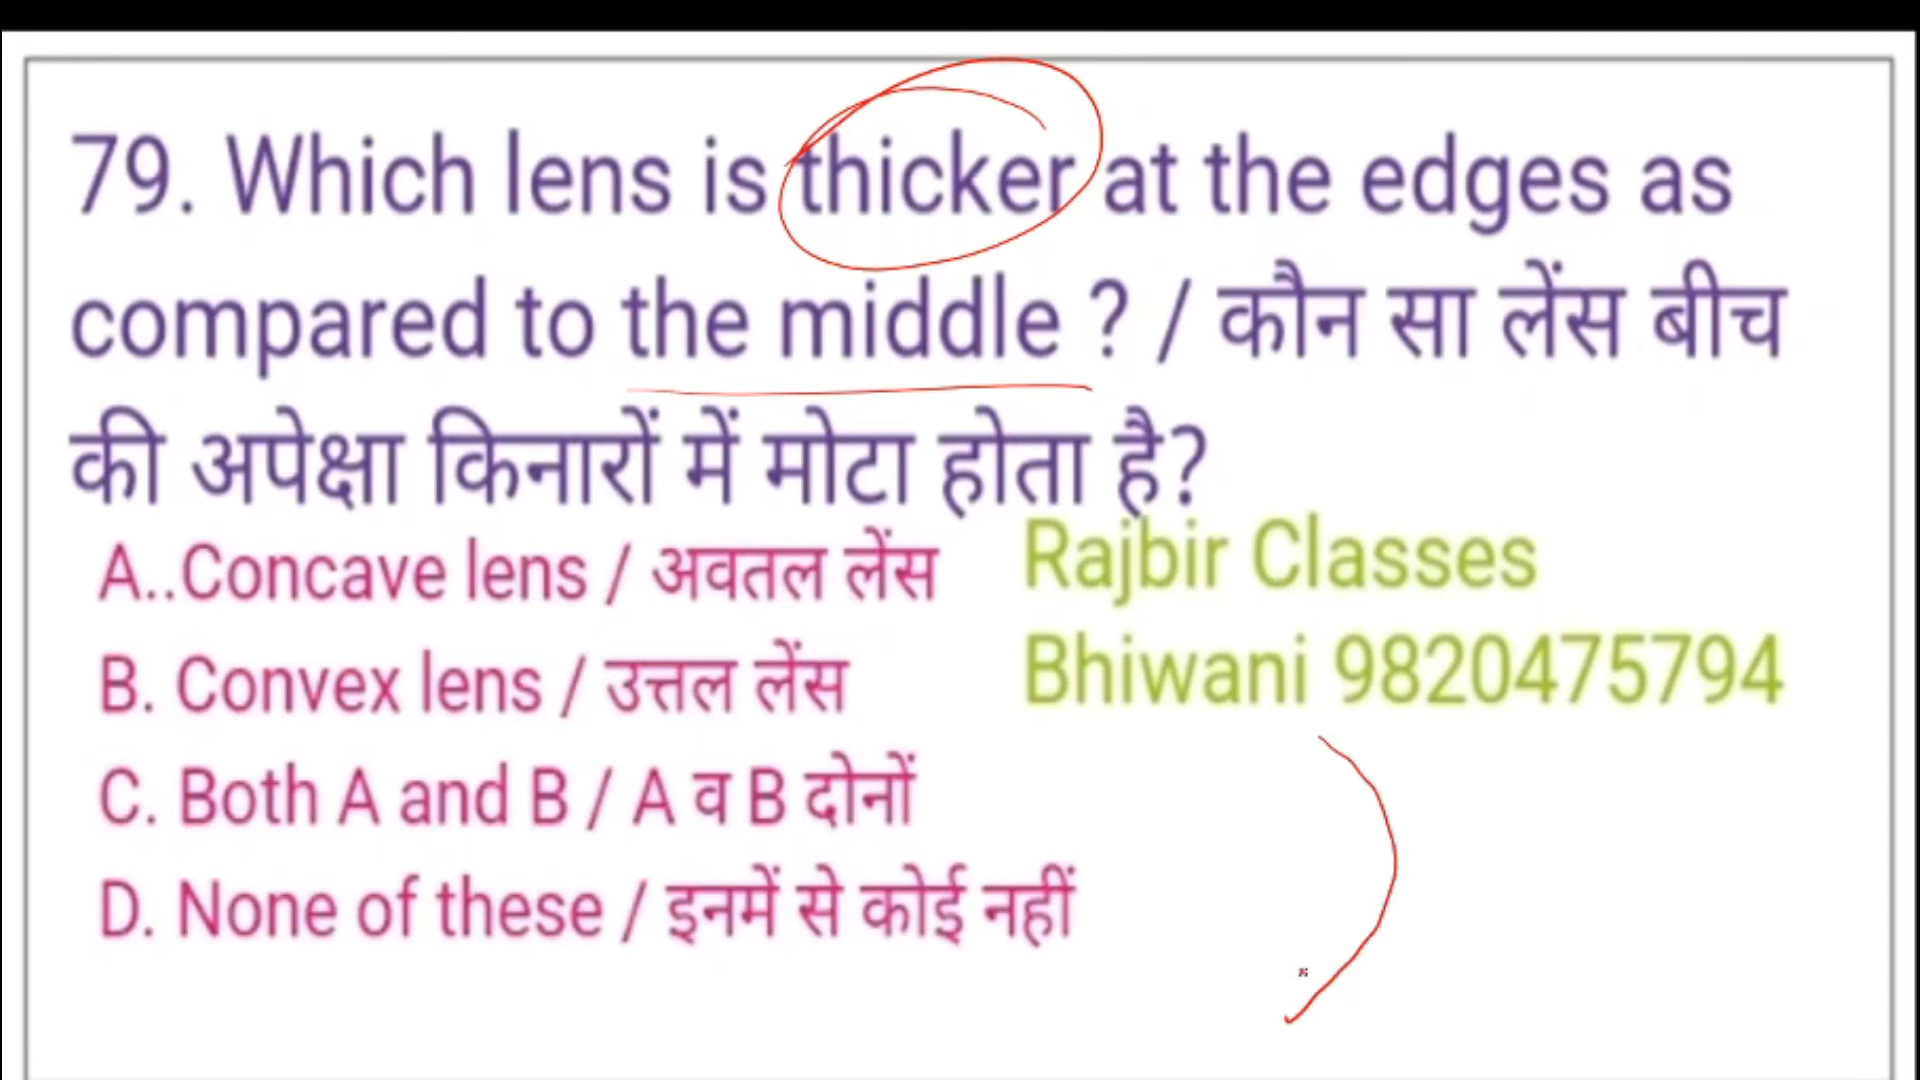 79. Which lens is thicker at the edges as
compared to the middle ? / कौन सा लेंस बीच
की अपेक्षा किनारों में मोटा होता है?
A..Concave lens / अवतल लेंस
B. Convex lens / उत्तल लेंस
C. Both A and B / A व B दोनों
D. None of these / इनमें से कोई नहीं
Rajbir Classes
Bhiwani 9820475794